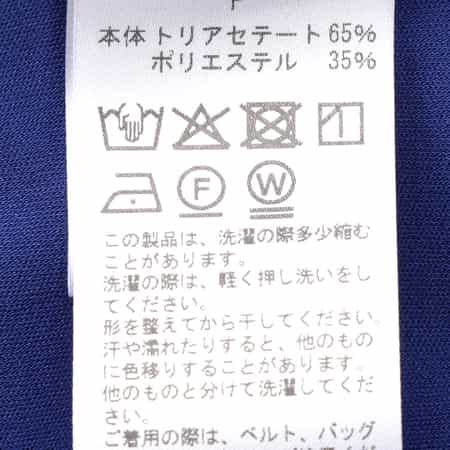 本体 トリアセテート 65%
ポリエステル 35%
F W
この製品は、洗濯の際多少縮む
ことがあります。
洗濯の際は、軽く押し洗いをし
てください。
形を整えてから干してください。
汗や濡れたりすると、他のもの
に色移りすることがあります。
他のものと分けて洗濯してくだ
さい。
ご着用の際は、ベルト、バッグ